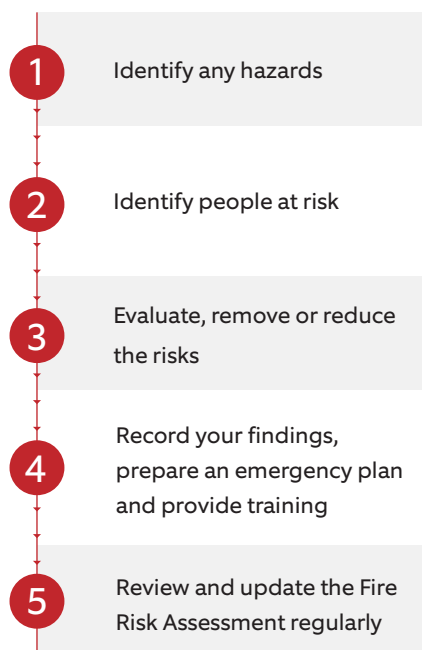 1
Identify any hazards
2
Identify people at risk
3
Evaluate, remove or reduce
the risks
4
Record your findings,
prepare an emergency plan
and provide training
5
Review and update the Fire
Risk Assessment regularly